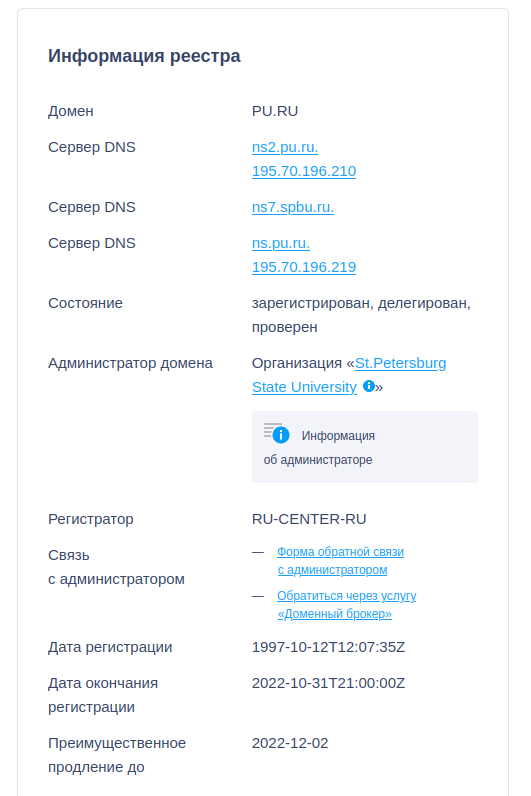 Информация реестра
Домен PU.RU
Сервер DNS ns2.pu.ru.
195.70.196.210
Сервер DNS ns7.spbu.ru.
Сервер DNS ns.pu.ru.
195.70.196.219
Состояние зарегистрирован, делегирован,
проверен
Администратор домена Организация «St.Petersburg
State University i»
i Информация
об администраторе
Регистратор RU-CENTER-RU
Связь
с администратором
— Форма обратной связи
с администратором
— Обратиться через услугу
«Доменный брокер»
Дата регистрации 1997-10-12T12:07:35Z
Дата окончания
регистрации
2022-10-31T21:00:00Z
Преимущественное
продление до
2022-12-02